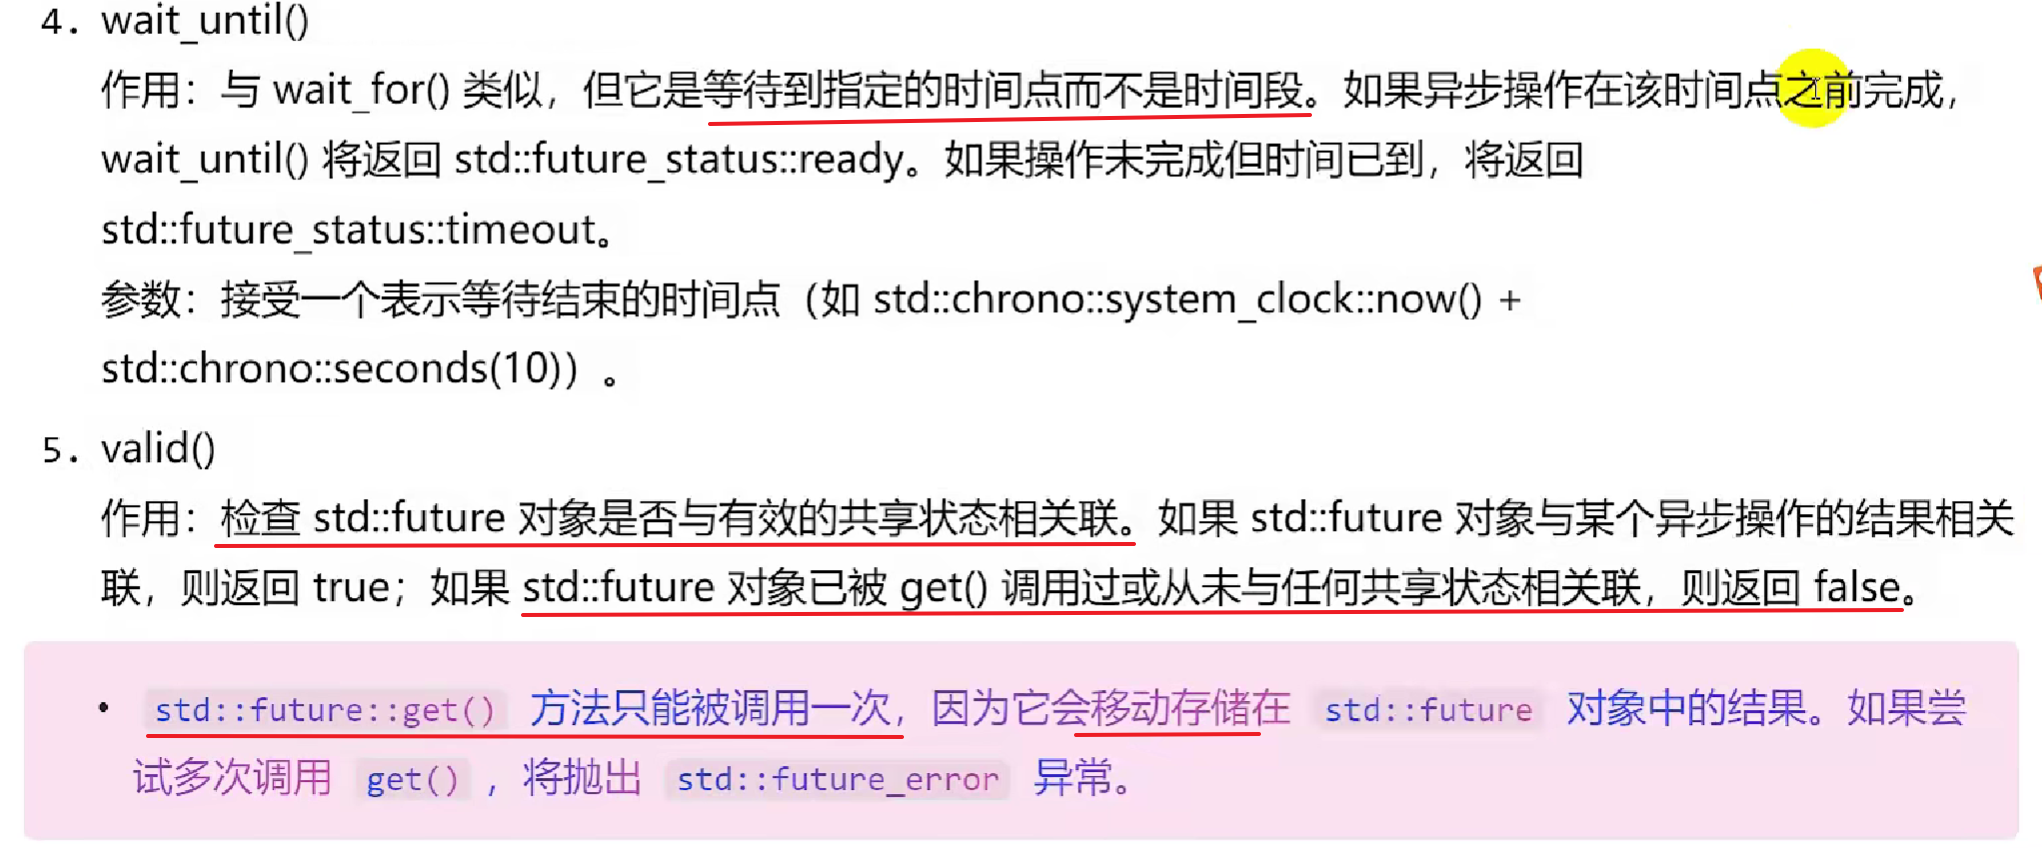 4. wait_until()
作用：与 wait_for() 类似，但它是等待到指定的时间点而不是时间段。如果异步操作在该时间点之前完成，
wait_until() 将返回 std::future_status::ready。如果操作未完成但时间已到，将返回
std::future_status::timeout。
参数：接受一个表示等待结束的时间点（如 std::chrono::system_clock::now() +
std::chrono::seconds(10)）。
5. valid()
作用：检查 std::future 对象是否与有效的共享状态相关联。如果 std::future 对象与某个异步操作的结果相关
联，则返回 true；如果 std::future 对象已被 get() 调用过或从未与任何共享状态相关联，则返回 false。
• std::future::get() 方法只能被调用一次，因为它会移动存储在 std::future 对象中的结果。如果尝
试多次调用 get() ，将抛出 std::future_error 异常。